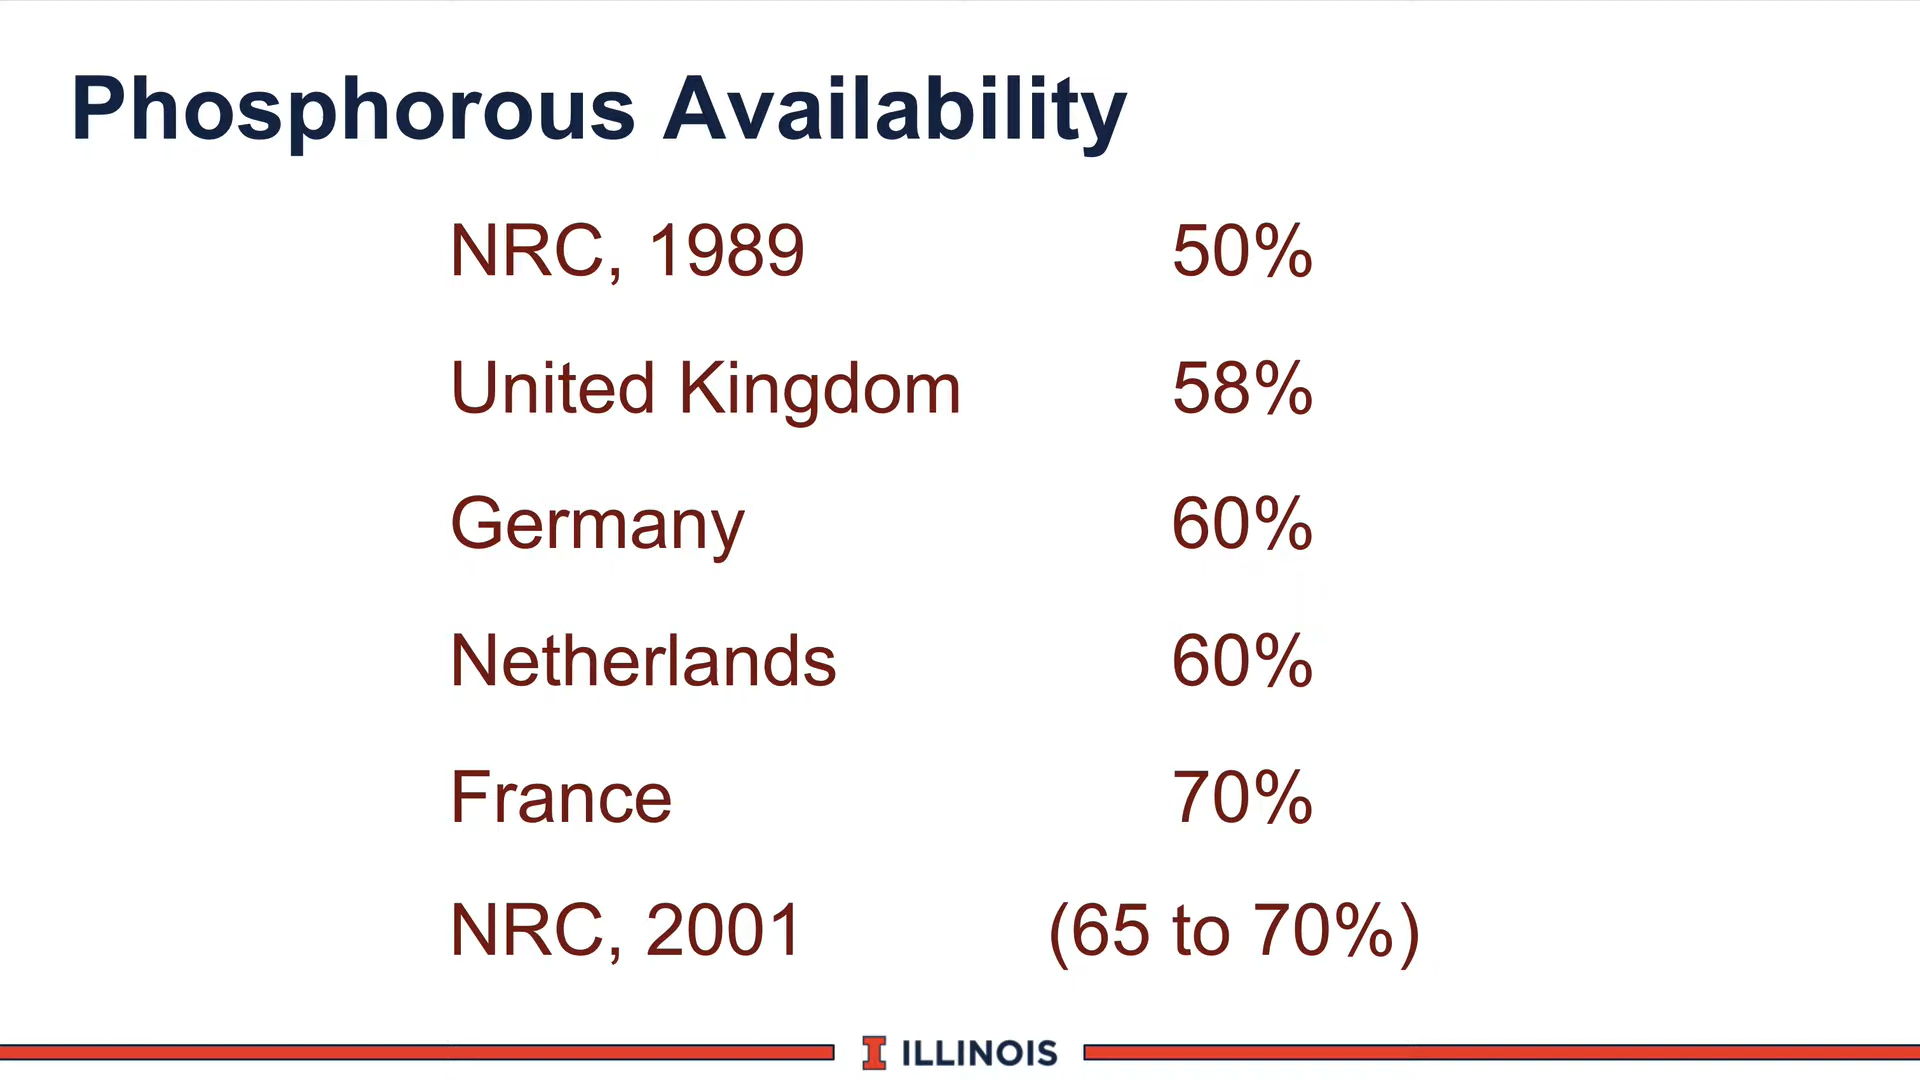 Phosphorous Availability
NRC, 1989 50%
United Kingdom 58%
Germany 60%
Netherlands 60%
France 70%
NRC, 2001 (65 to 70%)
I ILLINOIS